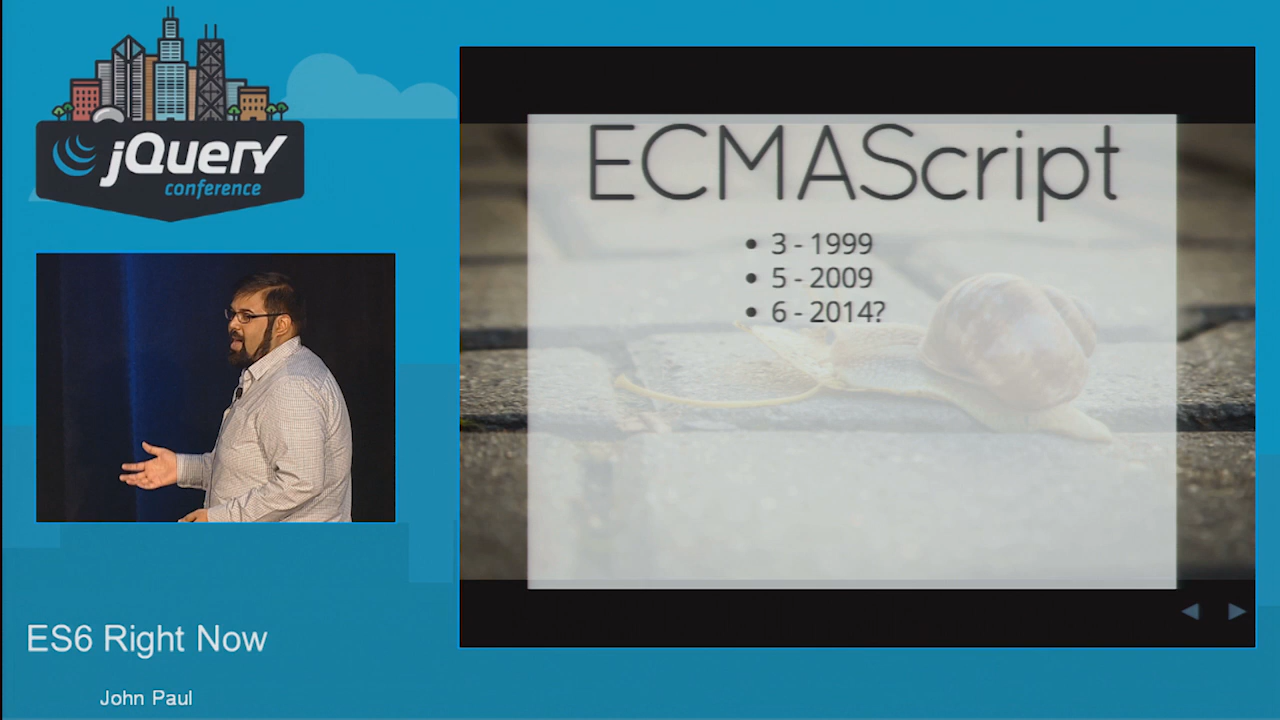 jQuery
conference
ECMAScript
• 3 - 1999
• 5 - 2009
• 6 - 2014?
ES6 Right Now
John Paul